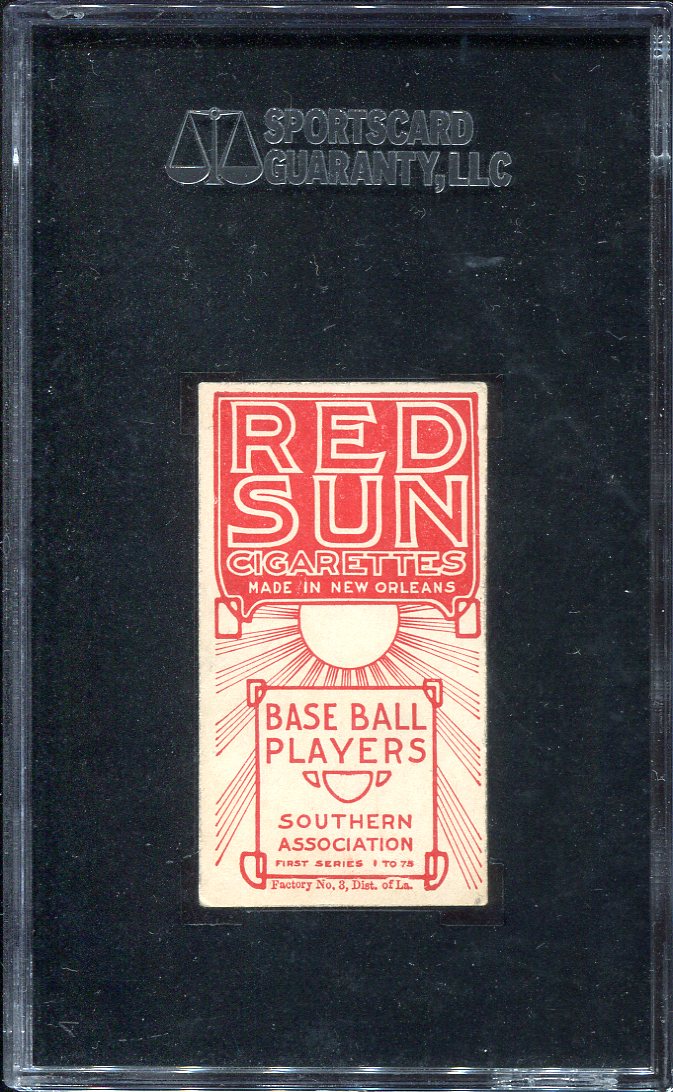 SPORTSCARD
GUARANTY, LLC
RED
SUN
CIGARETTES
MADE IN NEW ORLEANS
BASE BALL
PLAYERS
SOUTHERN
ASSOCIATION
FIRST SERIES 1 TO 75
Factory No, 3, Dist. of La.